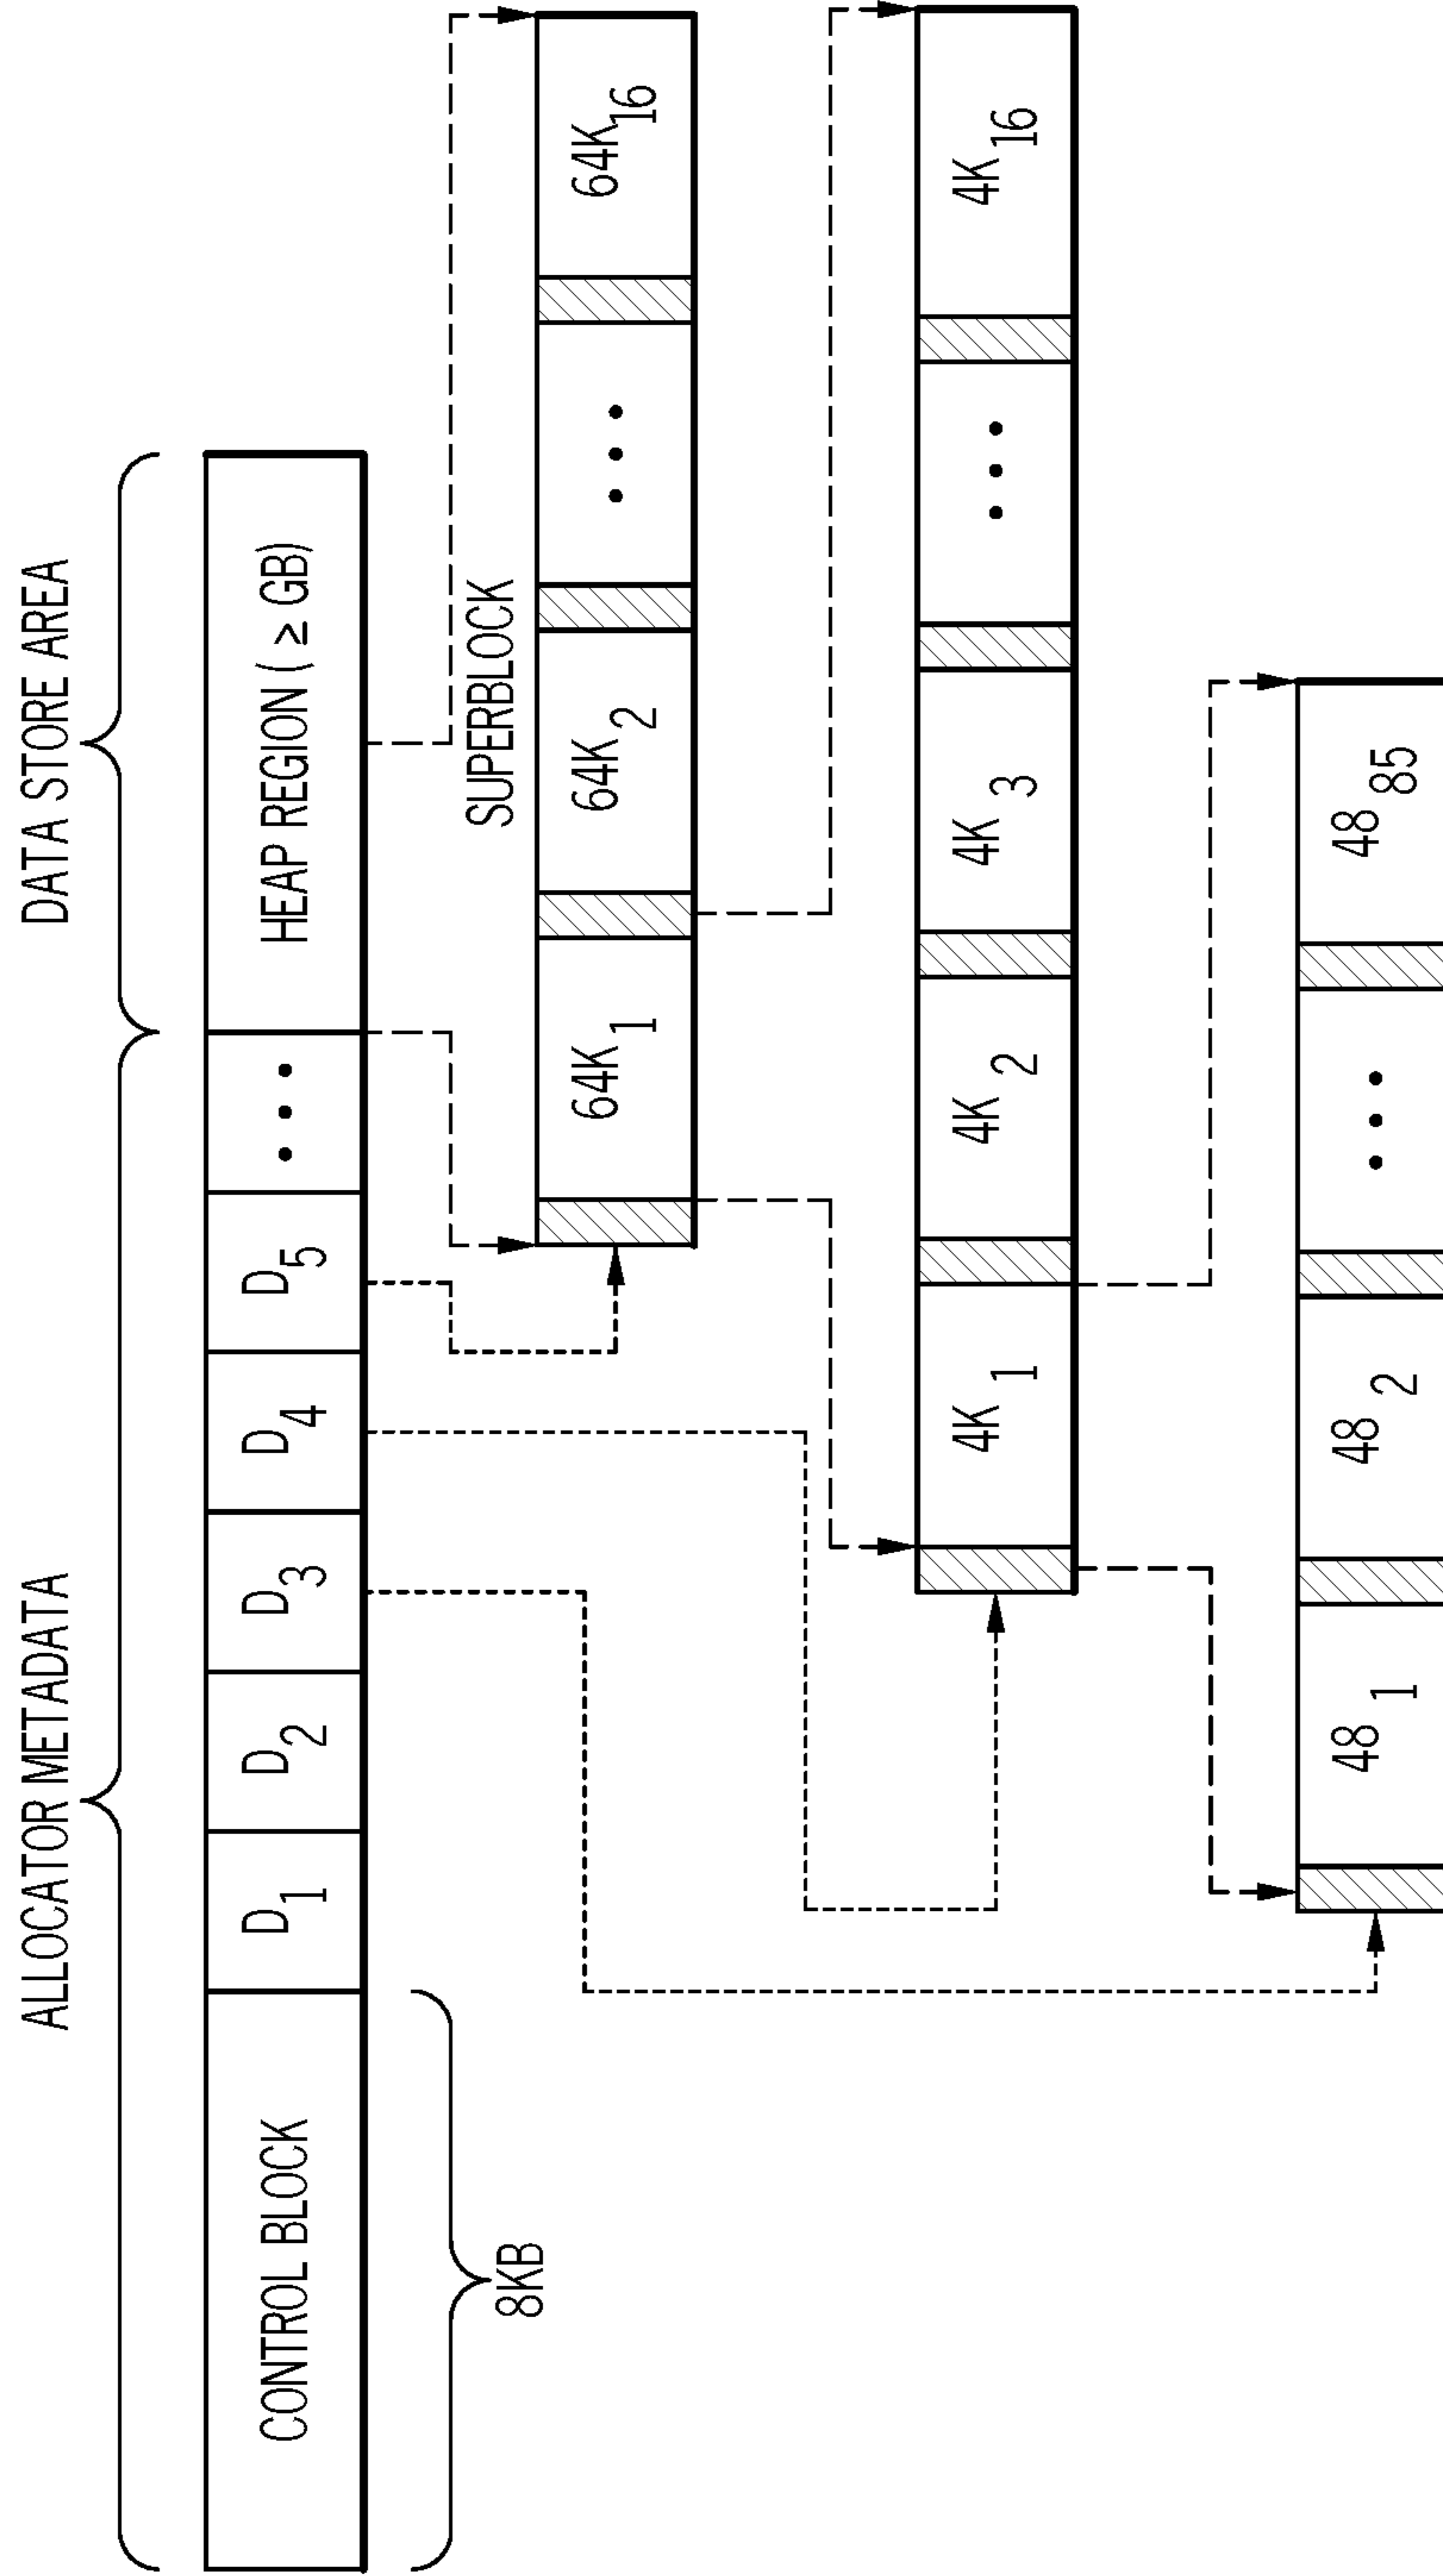 ALLOCATOR METADATA
DATA STORE AREA
CONTROL BLOCK
D1
D2
D3
D4
D5
...
HEAP REGION ( ≥ GB)
8KB
SUPERBLOCK
64K1
64K2
...
64K16
4K1
4K2
4K3
...
4K16
481
482
...
4885